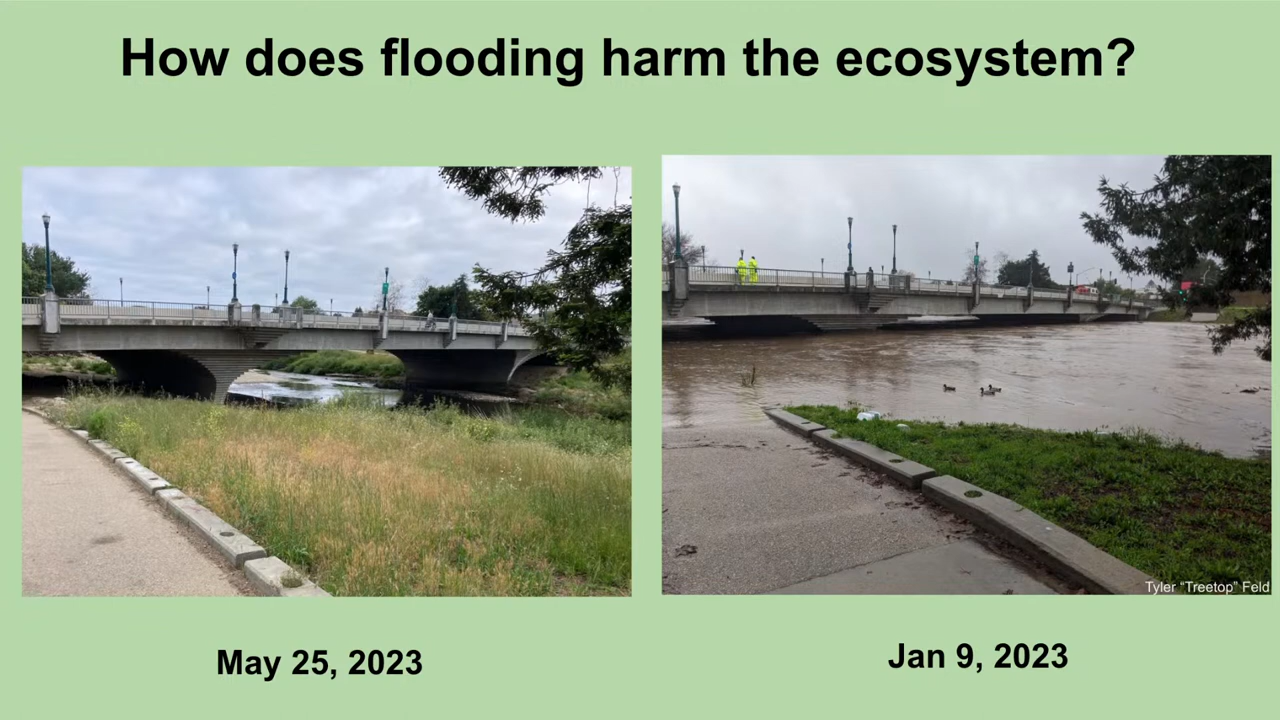 How does flooding harm the ecosystem?
Tyler “Treetop” Feld
May 25, 2023
Jan 9, 2023